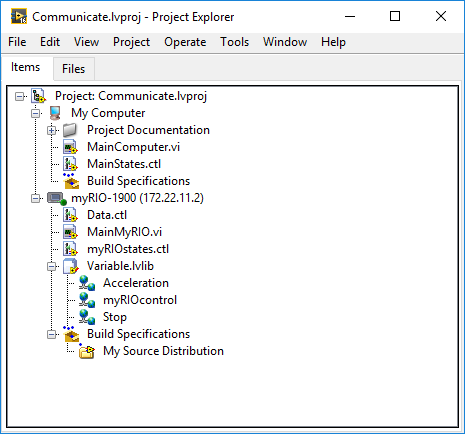 Communicate.lvproj - Project Explorer
File Edit View Project Operate Tools Window Help
Items Files
Project: Communicate.lvproj
My Computer
Project Documentation
MainComputer.vi
MainStates.ctl
Build Specifications
myRIO-1900 (172.22.11.2)
Data.ctl
MainMyRIO.vi
myRIOstates.ctl
Variable.lvlib
Acceleration
myRIOcontrol
Stop
Build Specifications
My Source Distribution